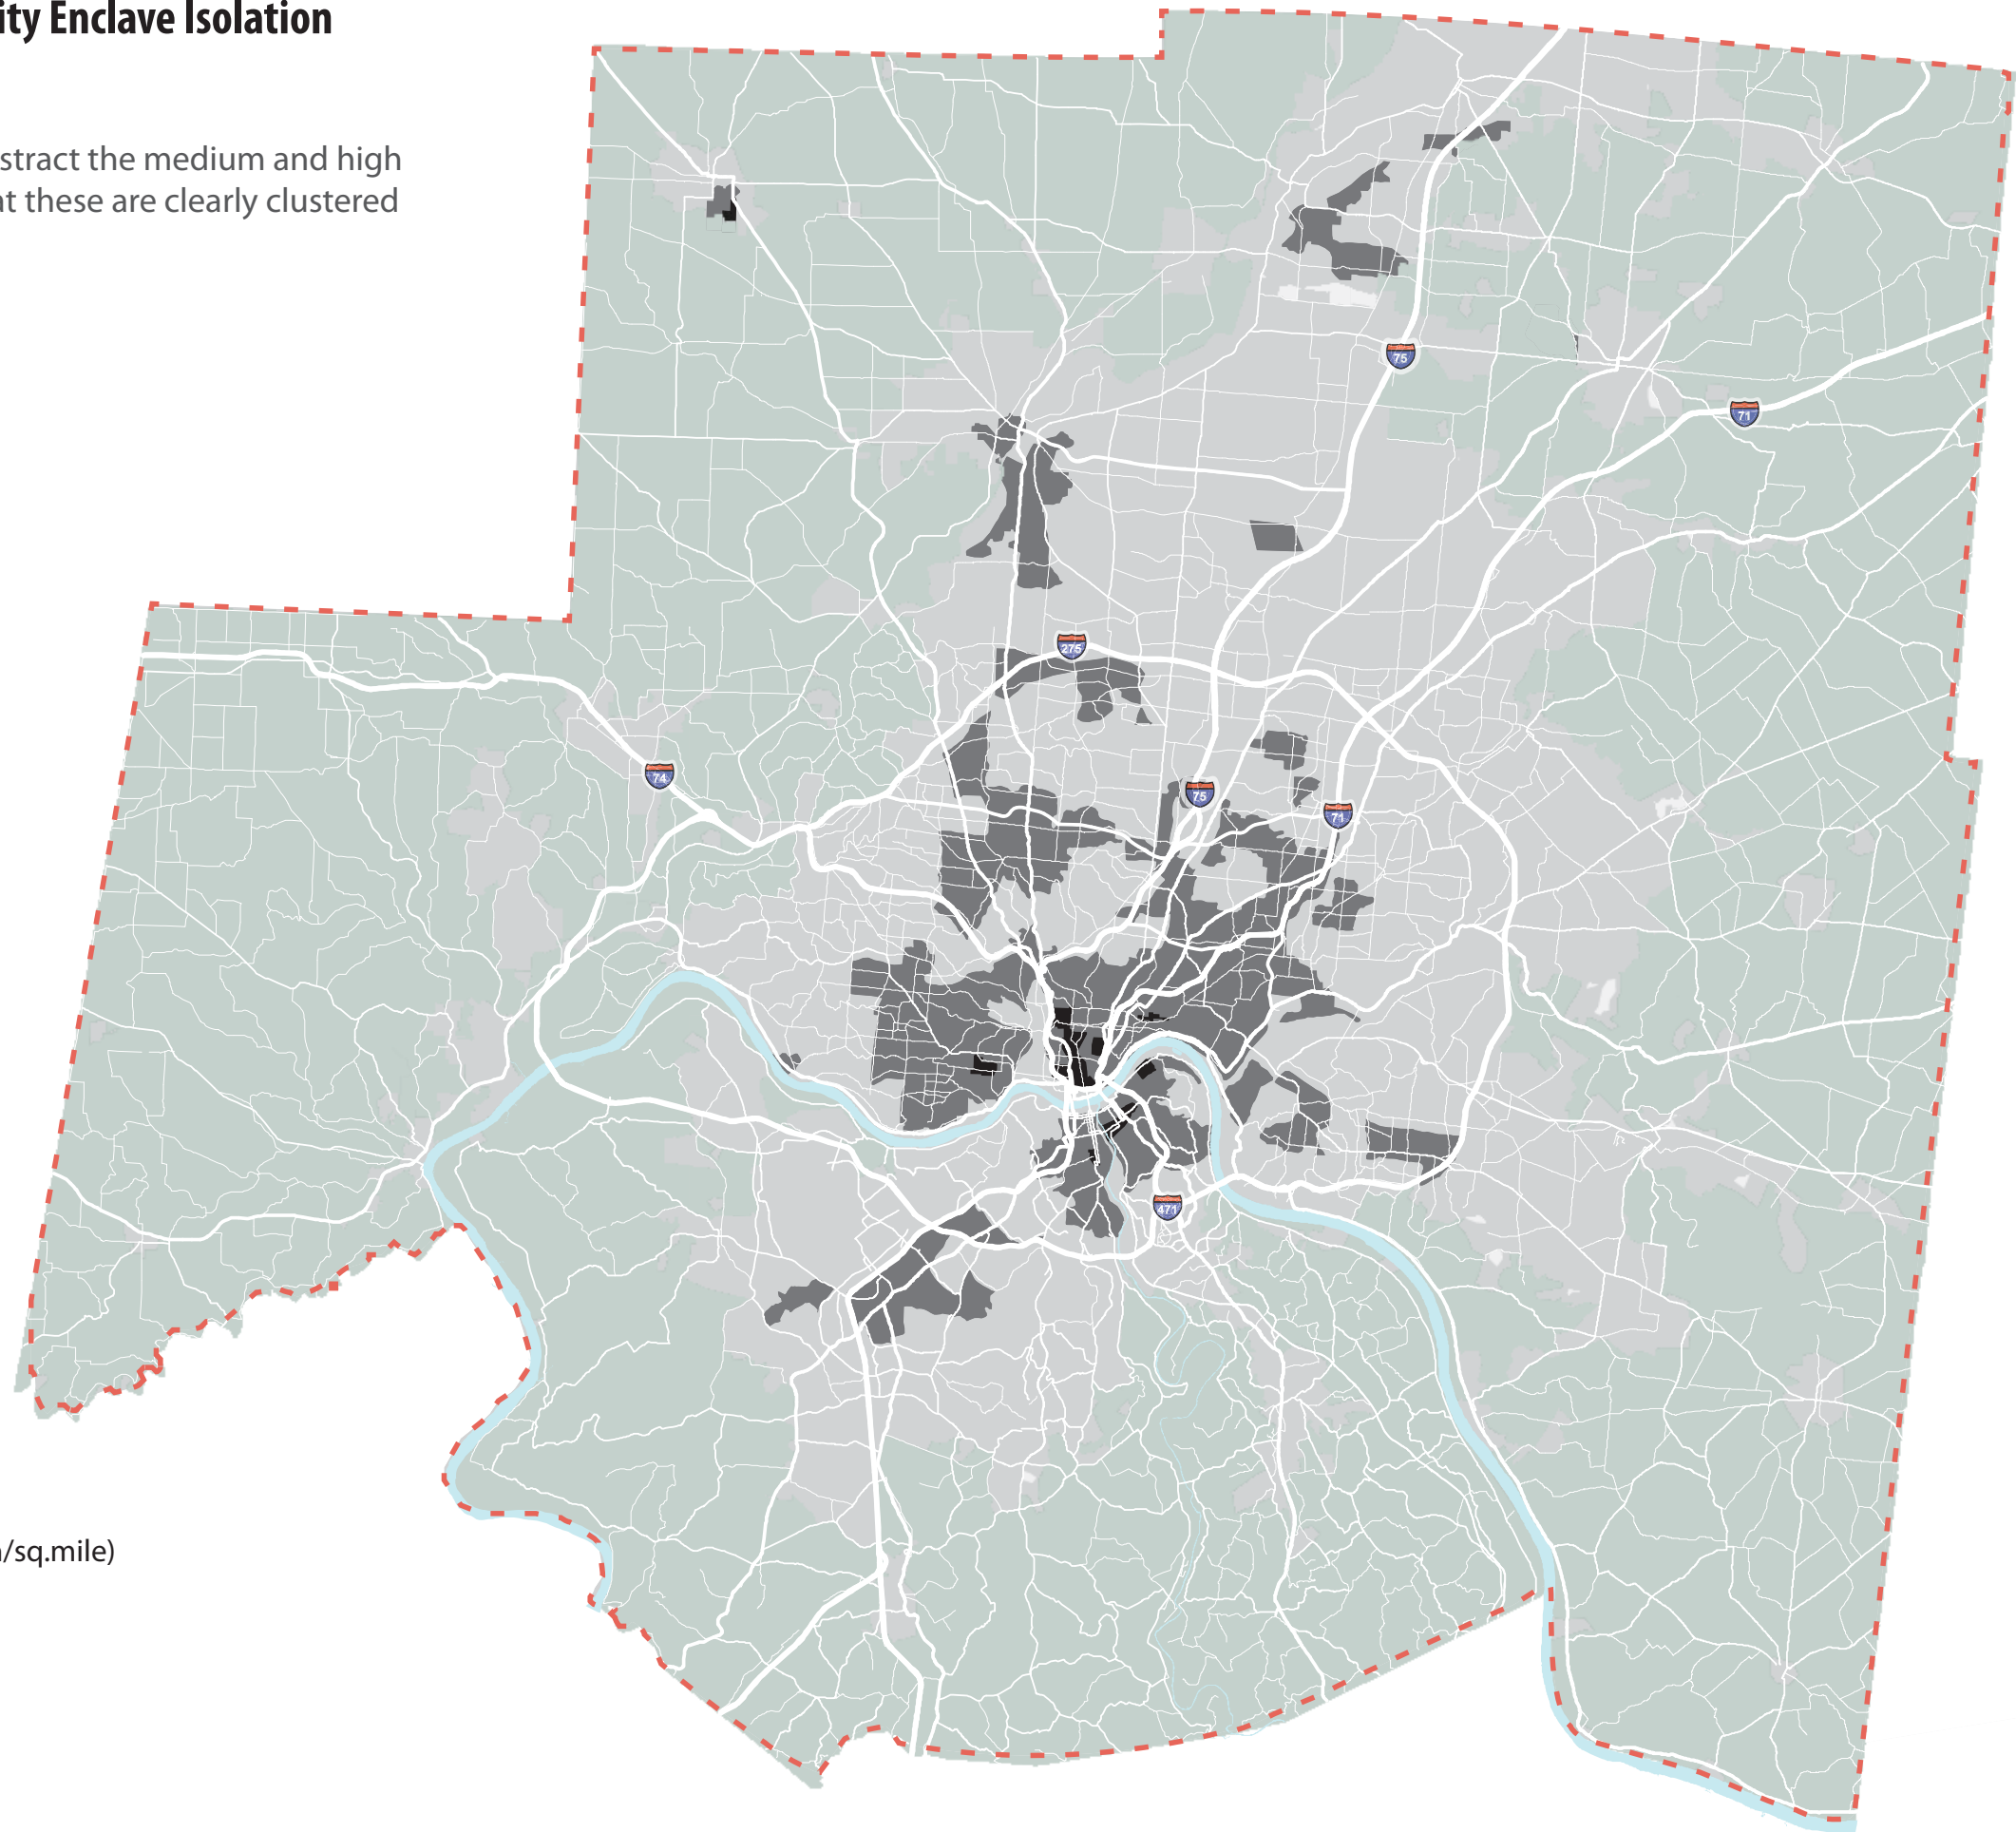 ity Enclave Isolation
stract the medium and high
at these are clearly clustered
75
71
275
74
75
71
471
/sq.mile)